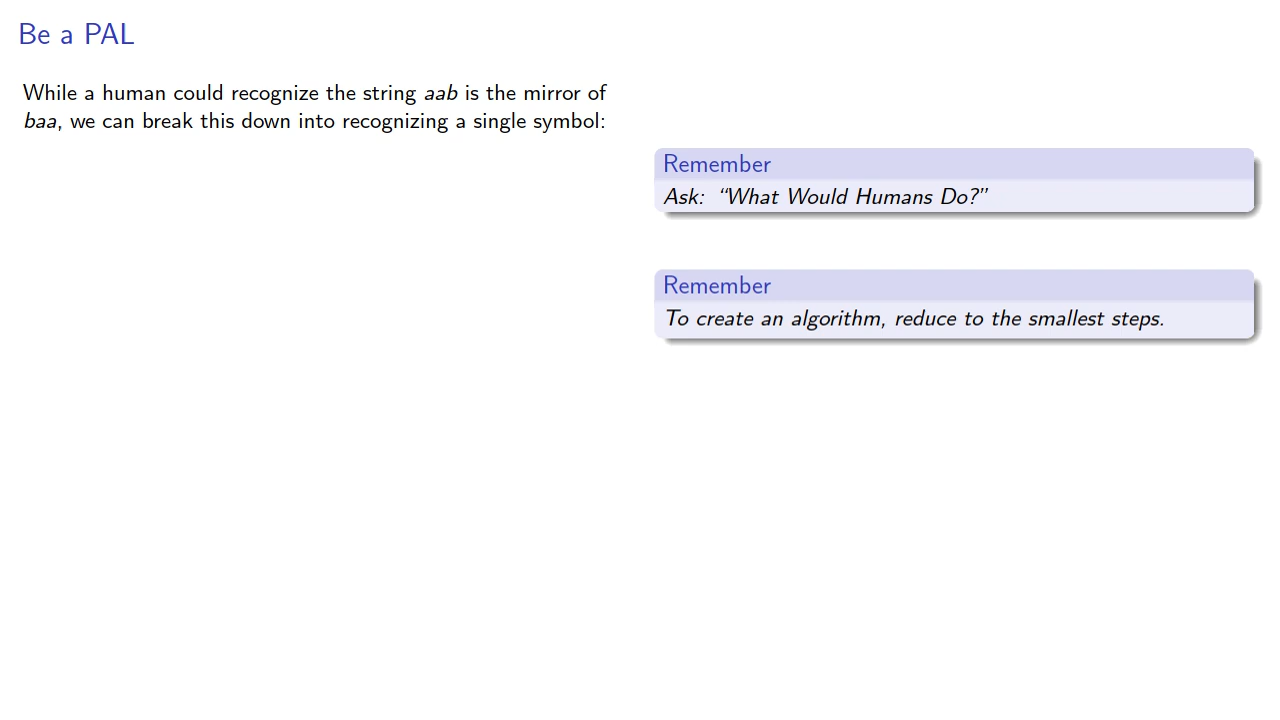 Be a PAL
While a human could recognize the string aab is the mirror of
baa, we can break this down into recognizing a single symbol:
Remember
Ask: “What Would Humans Do?”
Remember
To create an algorithm, reduce to the smallest steps.